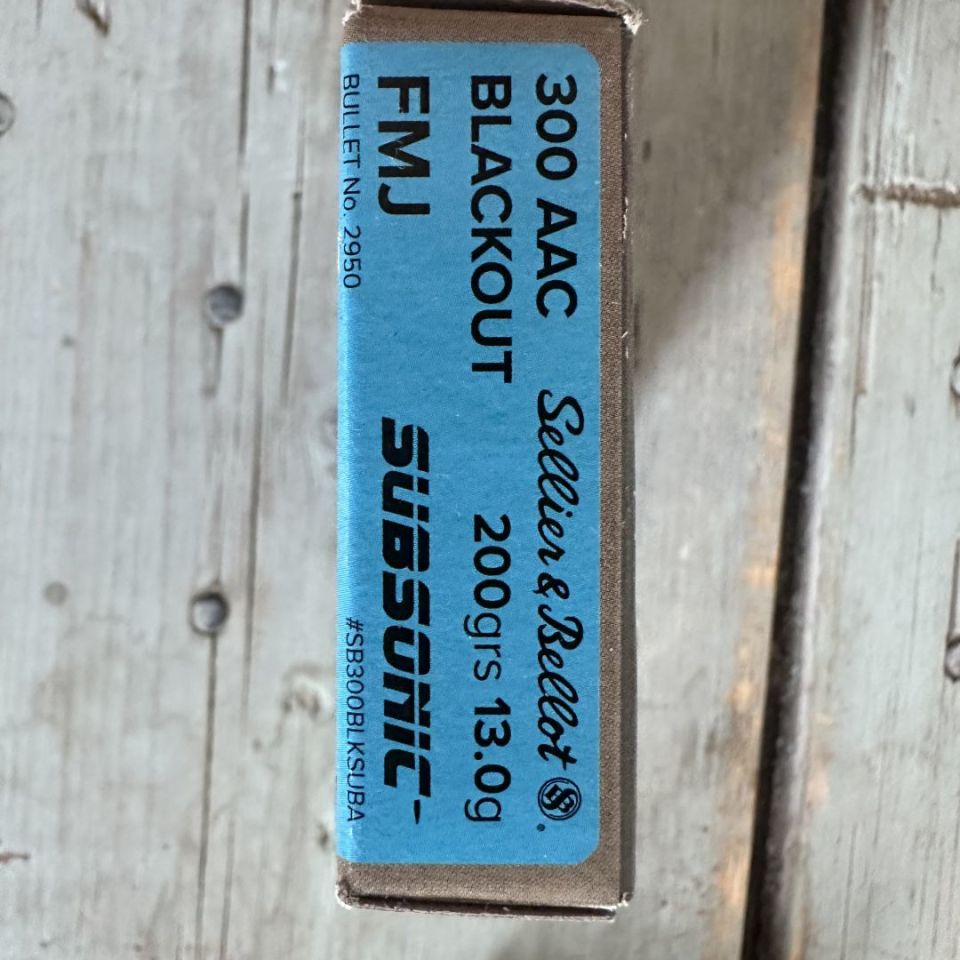 300 AAC Sellier & Bellot
BLACKOUT 200grs 13.0g
FMJ SUBSONIC
BULLET No. 2950 #SB300BLKSUBA